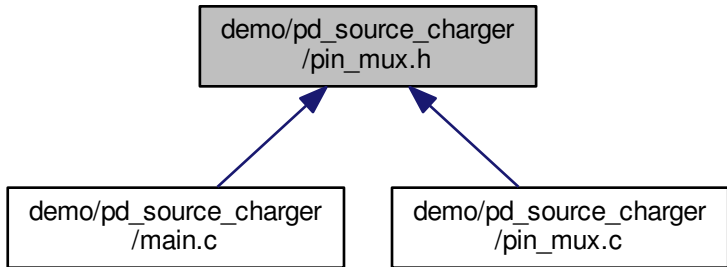 demo/pd_source_charger
/pin_mux.h
demo/pd_source_charger
/main.c
demo/pd_source_charger
/pin_mux.c